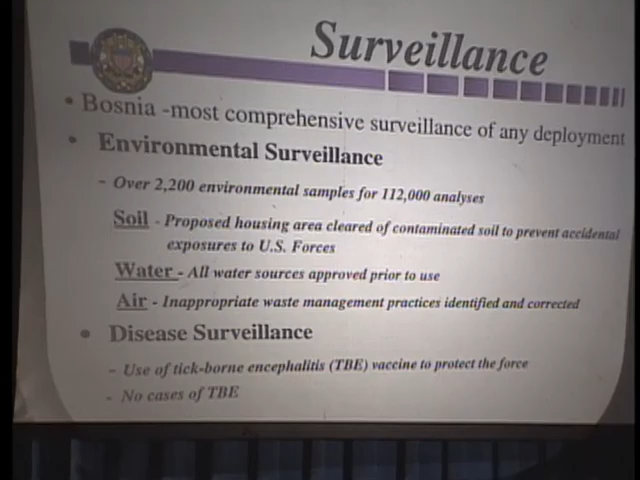 Surveillance
• Bosnia -most comprehensive surveillance of any deployment
• Environmental Surveillance
- Over 2,200 environmental samples for 112,000 analyses
Soil - Proposed housing area cleared of contaminated soil to prevent accidental
exposures to U.S. Forces
Water - All water sources approved prior to use
Air - Inappropriate waste management practices identified and corrected
• Disease Surveillance
- Use of tick-borne encephalitis (TBE) vaccine to protect the force
- No cases of TBE